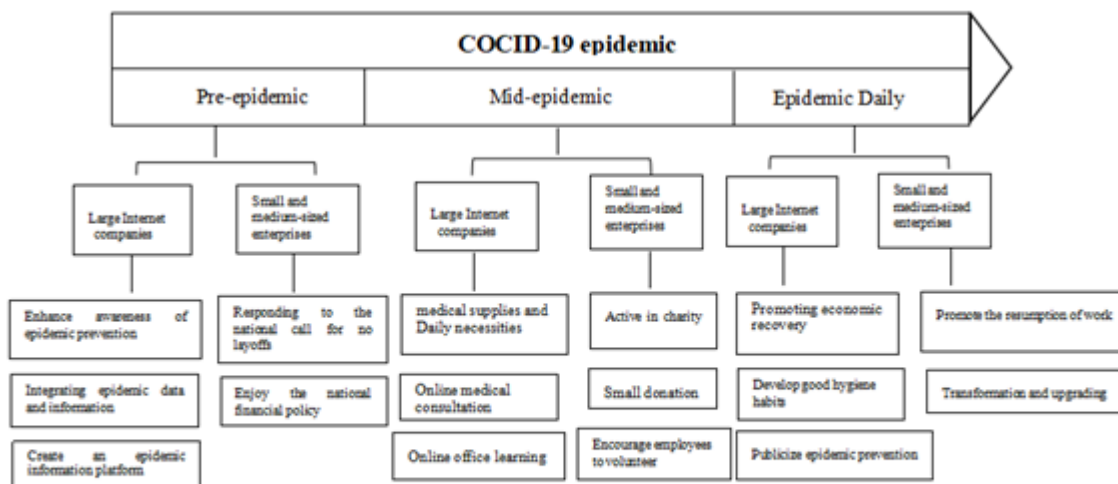 COCID-19 epidemic
Pre-epidemic
Mid-epidemic
Epidemic Daily
Large Internet
companies
Small and
medium-sized
enterprises
Large Internet
companies
Small and
medium-sized
enterprises
Large Internet
companies
Small and
medium-sized
enterprises
Enhance awareness of
epidemic prevention
Responding to the
national call for no
layoffs
medical supplies and
Daily necessities
Active in charity
Promoting economic
recovery
Promote the resumption of work
Integrating epidemic data
and information
Enjoy the national
financial policy
Online medical
consultation
Small donation
Develop good hygiene
habits
Transformation and upgrading
Create an epidemic
information platform
Online office learning
Encourage employees
to volunteer
Publicize epidemic prevention